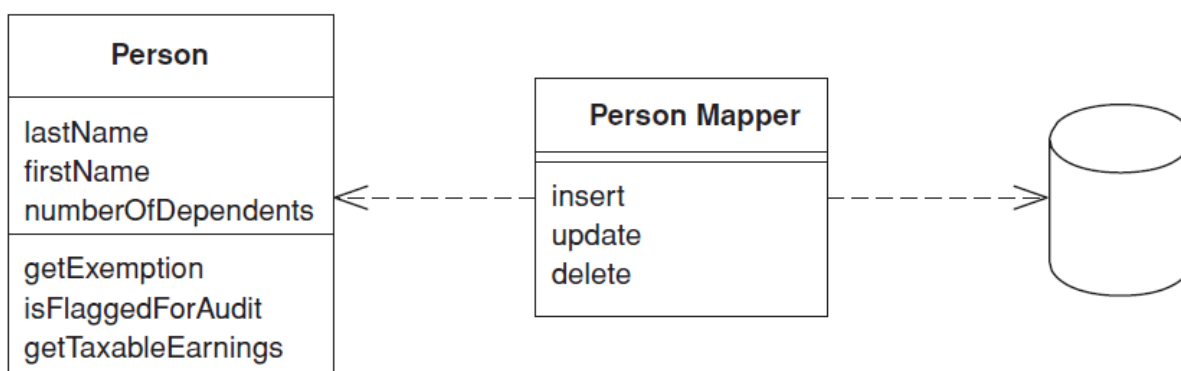 Person
lastName
firstName
numberOfDependents
getExemption
isFlaggedForAudit
getTaxableEarnings
Person Mapper
insert
update
delete